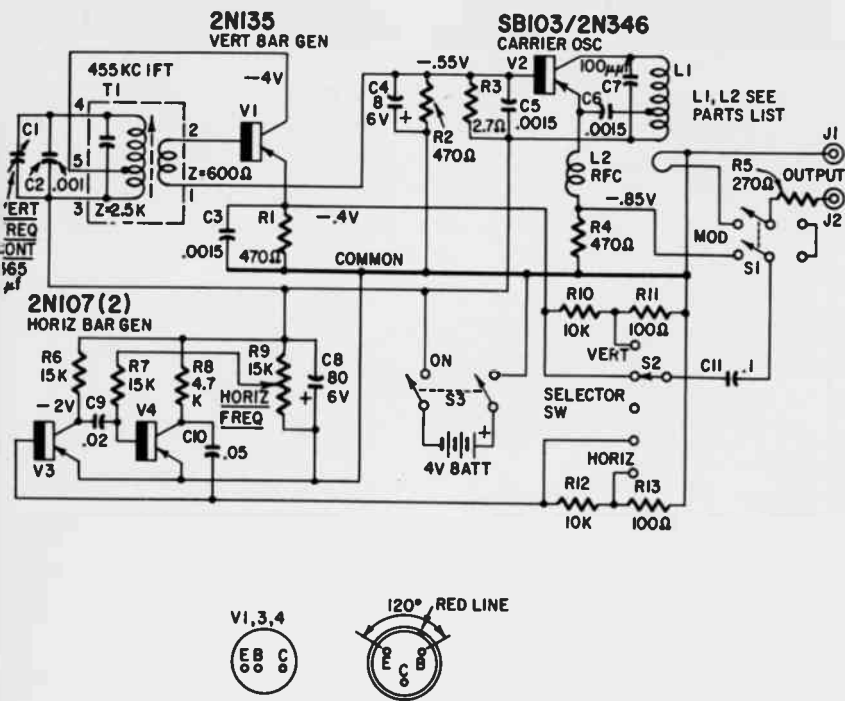 2N135
VERT BAR GEN
SB103/2N346
CARRIER OSC
455KC IFT
T1
-4V
V1
4
5
3
2
1
C1
C2
.001
Z=2.5K
Z=600Ω
VERT
FREQ
CONT
365
μf
C3
.0015
R1
470Ω
-.4V
COMMON
C4
8
6V
+
R2
470Ω
-.55V
R3
2.7Ω
C5
.0015
V2
100μμf
C7
C6
.0015
L1
L1, L2 SEE
PARTS LIST
L2
RFC
-.85V
R4
470Ω
J1
R5
270Ω
OUTPUT
J2
MOD
S1
2N107(2)
HORIZ BAR GEN
R6
15K
R7
15K
R8
4.7
K
R9
15K
C8
80
6V
+
HORIZ
FREQ
-2V
C9
.02
V3
V4
C10
.05
ON
S3
+
4V BATT
R10
10K
R11
100Ω
VERT
S2
SELECTOR
SW
C11
.1
HORIZ
R12
10K
R13
100Ω
V1,3,4
E B C
120°
RED LINE
E C B